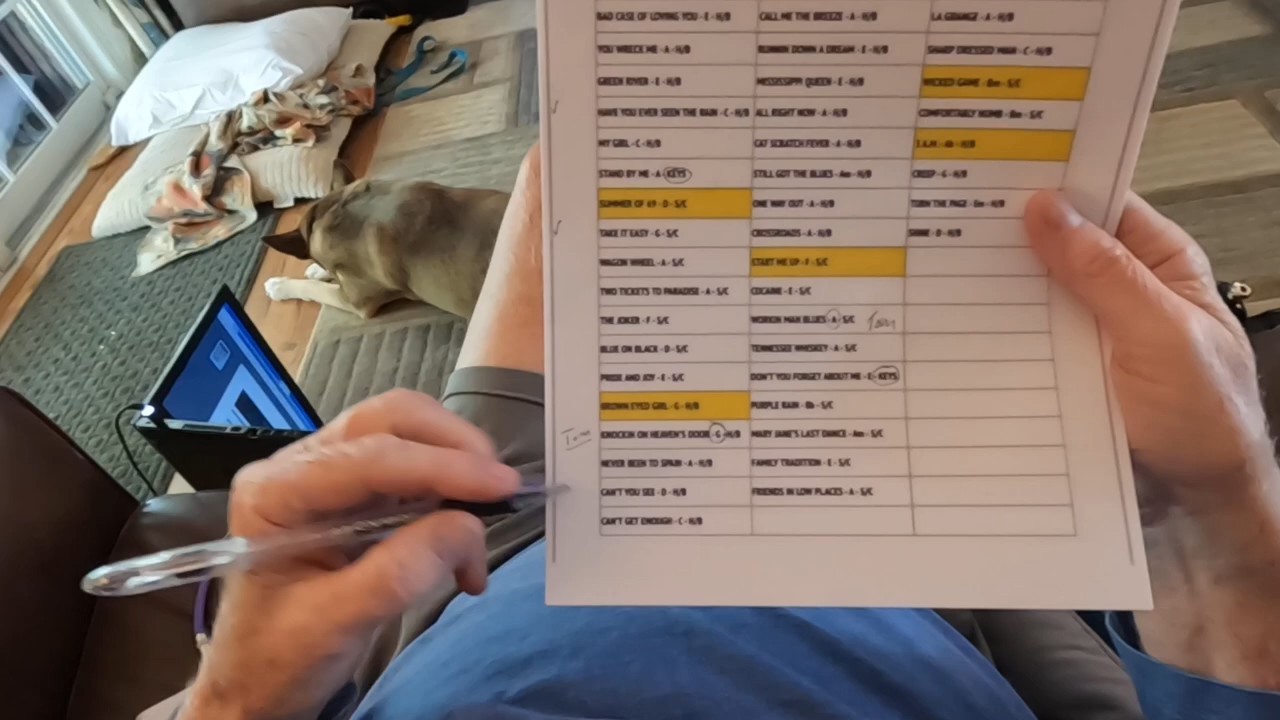 BAD CASE OF LOVING YOU - E - H/B CALL ME THE BREEZE - A - H/B LA GRANGE - A - H/B
YOU WRECK ME - A - H/B RUNNIN DOWN A DREAM - E - H/B SHARP DRESSED MAN - C - H/B
GREEN RIVER - E - H/B MISSISSIPPI QUEEN - E - H/B WICKED GAME - Bm - S/C
HAVE YOU EVER SEEN THE RAIN - C - H/B ALL RIGHT NOW - A - H/B COMFORTABLY NUMB - Bm - S/C
MY GIRL - C - H/B CAT SCRATCH FEVER - A - H/B 3 A.M. - Ab - H/B
STAND BY ME - A - KEYS STILL GOT THE BLUES - Am - H/B CREEP - G - H/B
SUMMER OF 69 - D - S/C ONE WAY OUT - A - H/B TURN THE PAGE - Em - H/B
TAKE IT EASY - G - S/C CROSSROADS - A - H/B SHINE - D - H/B
WAGON WHEEL - A - S/C START ME UP - F - S/C
TWO TICKETS TO PARADISE - A - S/C COCAINE - E - S/C
THE JOKER - F - S/C WORKIN MAN BLUES - A - S/C
BLUE ON BLACK - D - S/C TENNESSEE WHISKEY - A - S/C
PRIDE AND JOY - E - S/C DON'T YOU FORGET ABOUT ME - E - KEYS
BROWN EYED GIRL - G - H/B PURPLE RAIN - Bb - S/C
KNOCKIN ON HEAVEN'S DOOR - G - H/B MARY JANE'S LAST DANCE - Am - S/C
NEVER BEEN TO SPAIN - A - H/B FAMILY TRADITION - E - S/C
CAN'T YOU SEE - D - H/B FRIENDS IN LOW PLACES - A - S/C
CAN'T GET ENOUGH - C - H/B